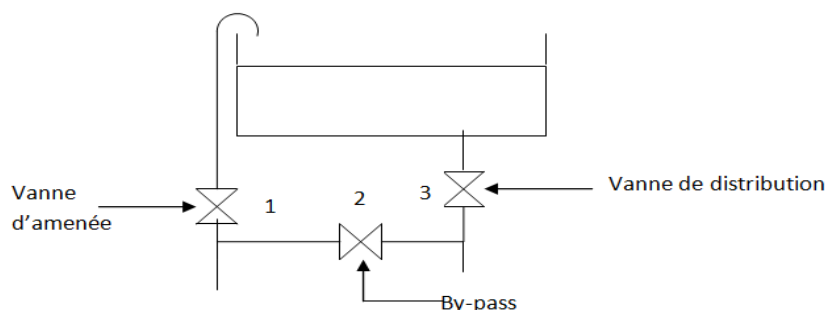 Vanne
d'amenée
1
2
3
Vanne de distribution
By-pass